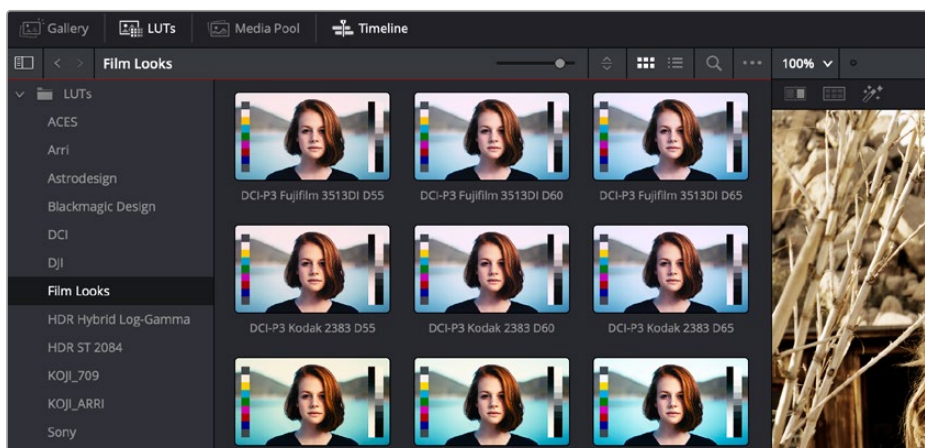 Gallery LUTs Media Pool Timeline
Film Looks 100%
LUTs
ACES
Arri
Astrodesign
Blackmagic Design
DCI
DJI
Film Looks
HDR Hybrid Log-Gamma
HDR ST 2084
KOJI_709
KOJI_ARRI
Sony
DCI-P3 Fujifilm 3513DI D55 DCI-P3 Fujifilm 3513DI D60 DCI-P3 Fujifilm 3513DI D65
DCI-P3 Kodak 2383 D55 DCI-P3 Kodak 2383 D60 DCI-P3 Kodak 2383 D65